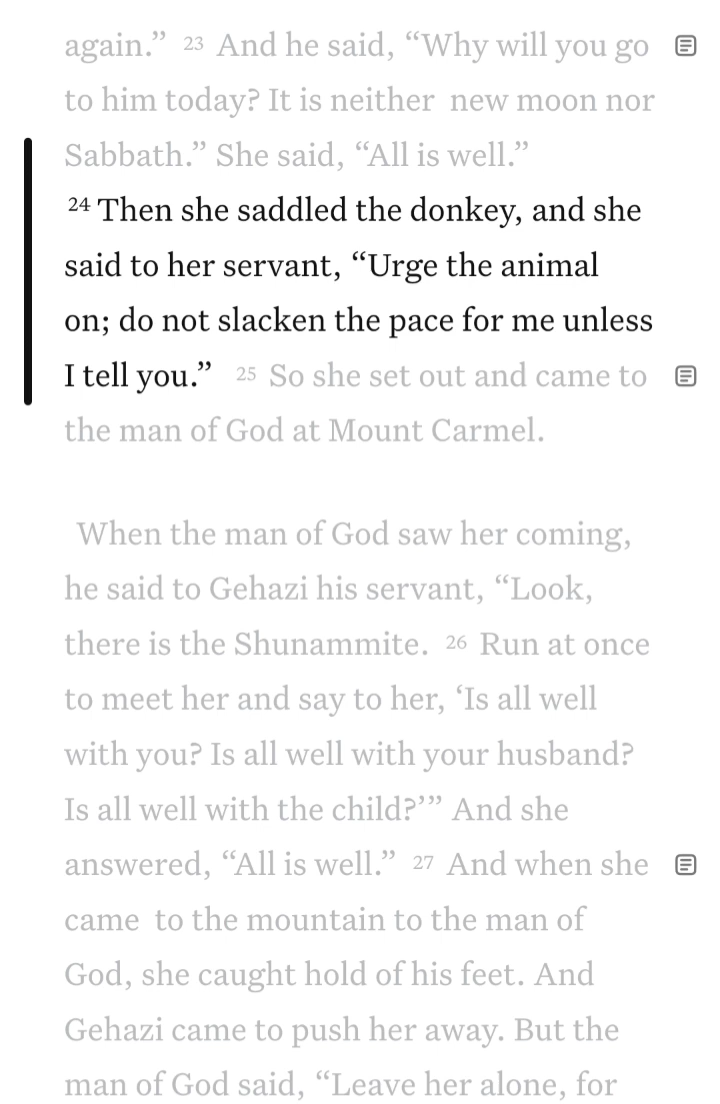 again.” 23 And he said, “Why will you go
to him today? It is neither new moon nor
Sabbath.” She said, “All is well.”
24 Then she saddled the donkey, and she
said to her servant, “Urge the animal
on; do not slacken the pace for me unless
I tell you.” 25 So she set out and came to
the man of God at Mount Carmel.
When the man of God saw her coming,
he said to Gehazi his servant, “Look,
there is the Shunammite. 26 Run at once
to meet her and say to her, ‘Is all well
with you? Is all well with your husband?
Is all well with the child?’” And she
answered, “All is well.” 27 And when she
came to the mountain to the man of
God, she caught hold of his feet. And
Gehazi came to push her away. But the
man of God said, “Leave her alone, for